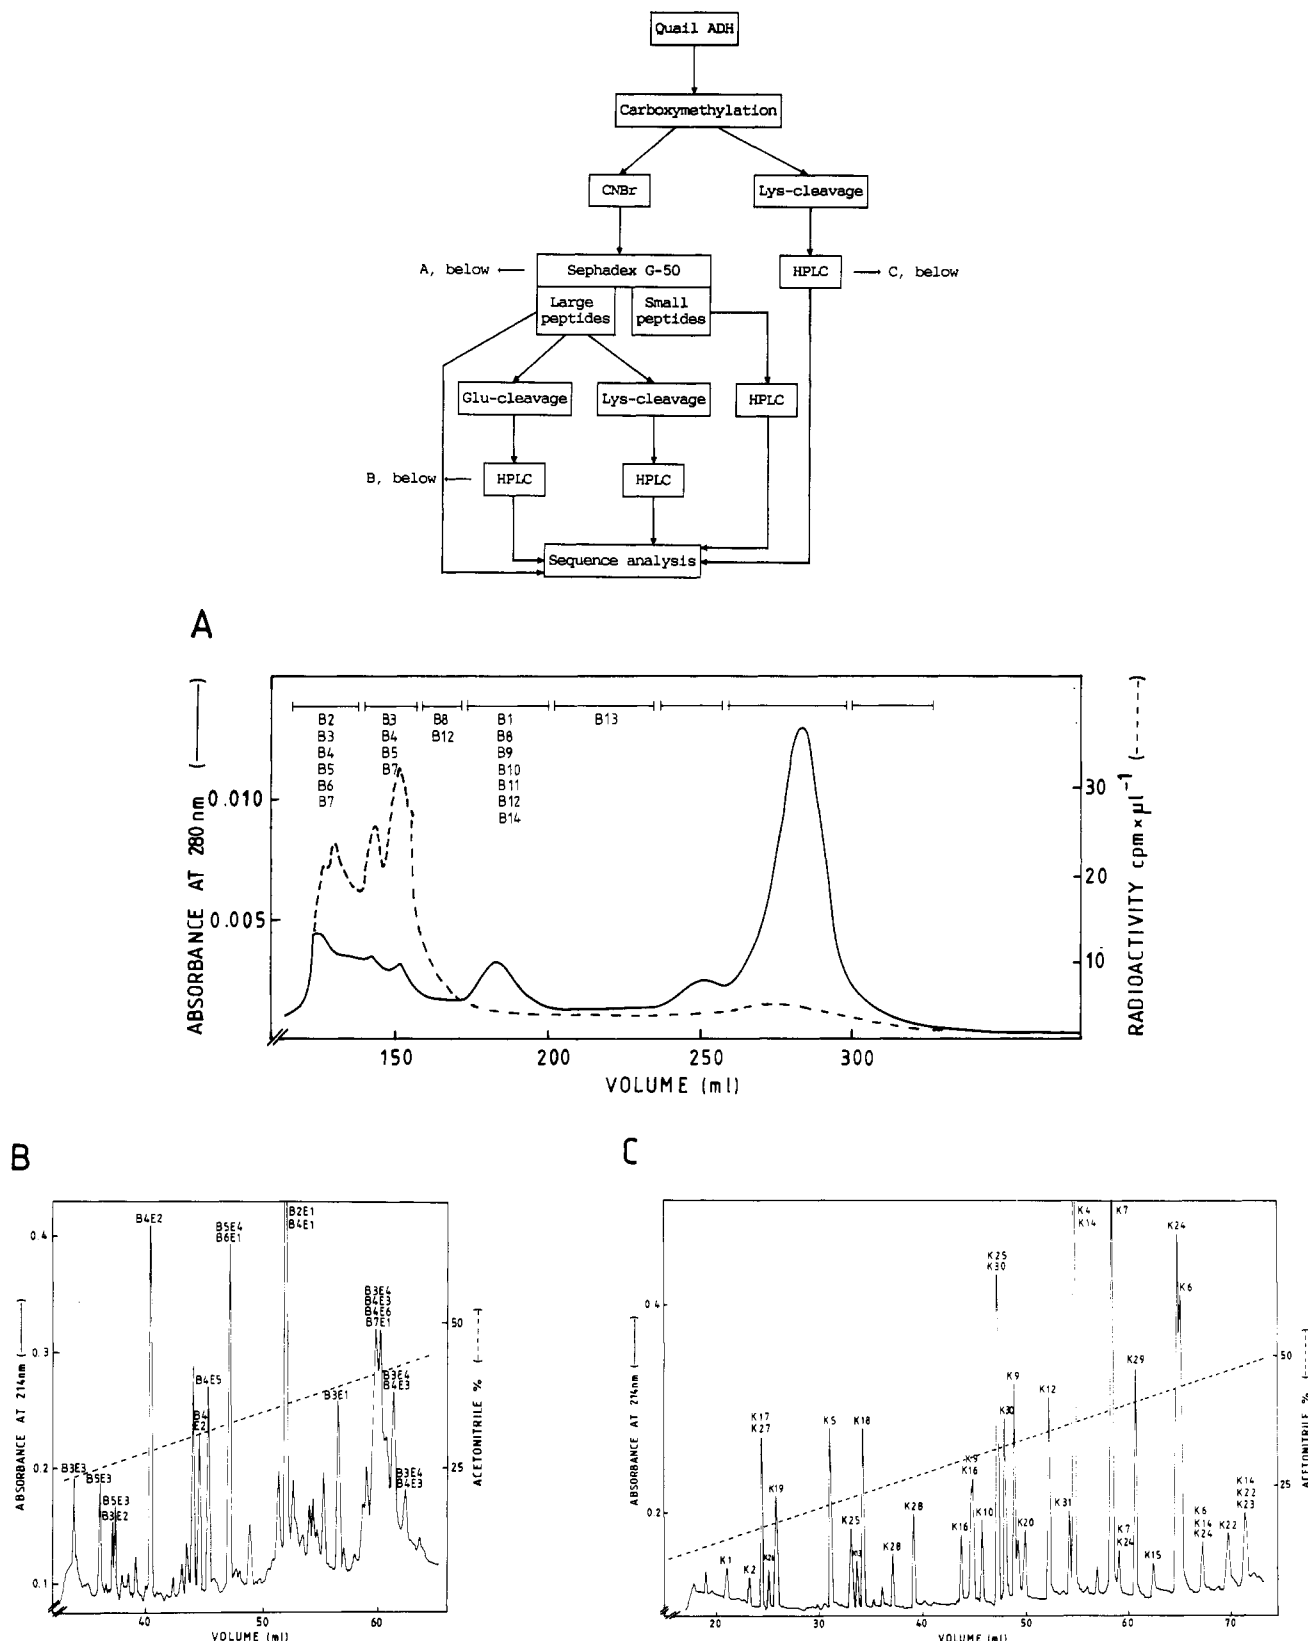 Quail ADH
Carboxymethylation
CNBr
Lys-cleavage
A, below
Sephadex G-50
HPLC
C, below
Large peptides
Small peptides
Glu-cleavage
Lys-cleavage
HPLC
B, below
HPLC
HPLC
Sequence analysis
A
ABSORBANCE AT 280 nm (——)
0.010
0.005
B2
B3
B4
B5
B6
B7
B3
B4
B5
B7
B8
B12
B1
B8
B9
B10
B11
B12
B14
B13
30
20
10
RADIOACTIVITY cpm×µl⁻¹ (-----)
150
200
250
300
VOLUME (ml)
B
ABSORBANCE AT 214nm (——)
0.4
0.3
0.2
0.1
B3E3
B5E3
B5E3
B3E2
B4E2
B4
E2
B4E5
B5E4
B6E1
B2E1
B4E1
B3E1
B3E4
B4E3
B4E6
B7E1
B3E4
B4E3
B3E4
B4E3
50
25
ACETONITRILE % (----)
40
50
60
VOLUME (ml)
C
ABSORBANCE AT 214nm (——)
0.4
0.2
K1
K2
K17
K27
K19
K5
K25
K18
K28
K28
K16
K9
K16
K10
K25
K30
K30
K9
K20
K12
K31
K4
K14
K7
K7
K24
K29
K15
K24
K6
K6
K14
K24
K22
K14
K22
K23
50
25
ACETONITRILE % (----)
20
30
40
50
60
70
VOLUME (ml)